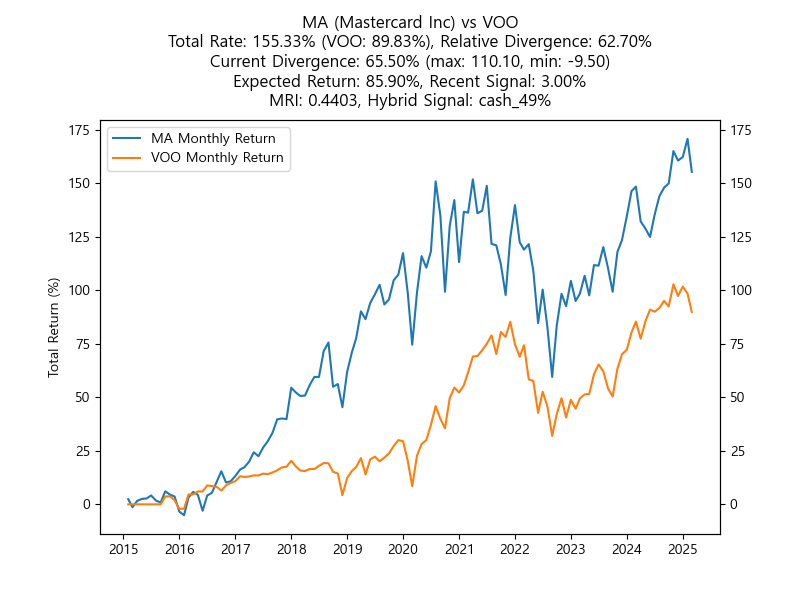 MA (Mastercard Inc) vs VOO
Total Rate: 155.33% (VOO: 89.83%), Relative Divergence: 62.70%
Current Divergence: 65.50% (max: 110.10, min: -9.50)
Expected Return: 85.90%, Recent Signal: 3.00%
MRI: 0.4403, Hybrid Signal: cash_49%
MA Monthly Return
VOO Monthly Return
Total Return (%)
175
150
125
100
75
50
25
0
175
150
125
100
75
50
25
0
2015 2016 2017 2018 2019 2020 2021 2022 2023 2024 2025